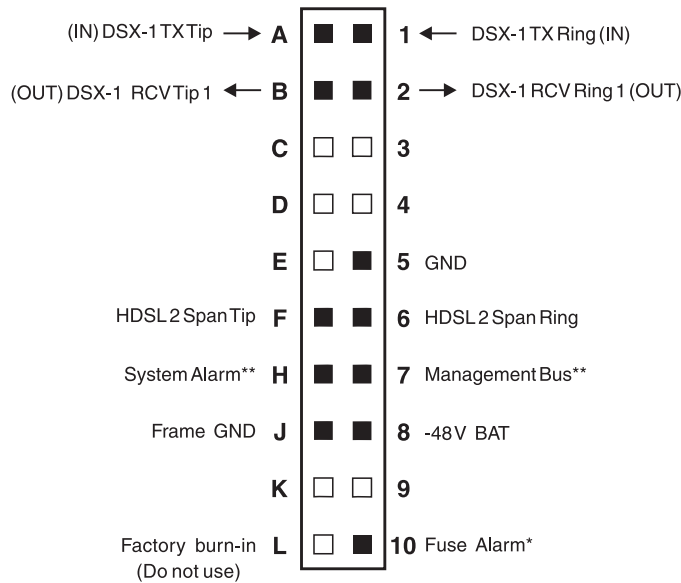 (IN) DSX-1 TX Tip A 1 DSX-1 TX Ring (IN)
(OUT) DSX-1 RCV Tip 1 B 2 DSX-1 RCV Ring 1 (OUT)
C 3
D 4
E 5 GND
HDSL2 Span Tip F 6 HDSL2 Span Ring
System Alarm** H 7 Management Bus**
Frame GND J 8 -48V BAT
K 9
Factory burn-in L 10 Fuse Alarm*
(Do not use)